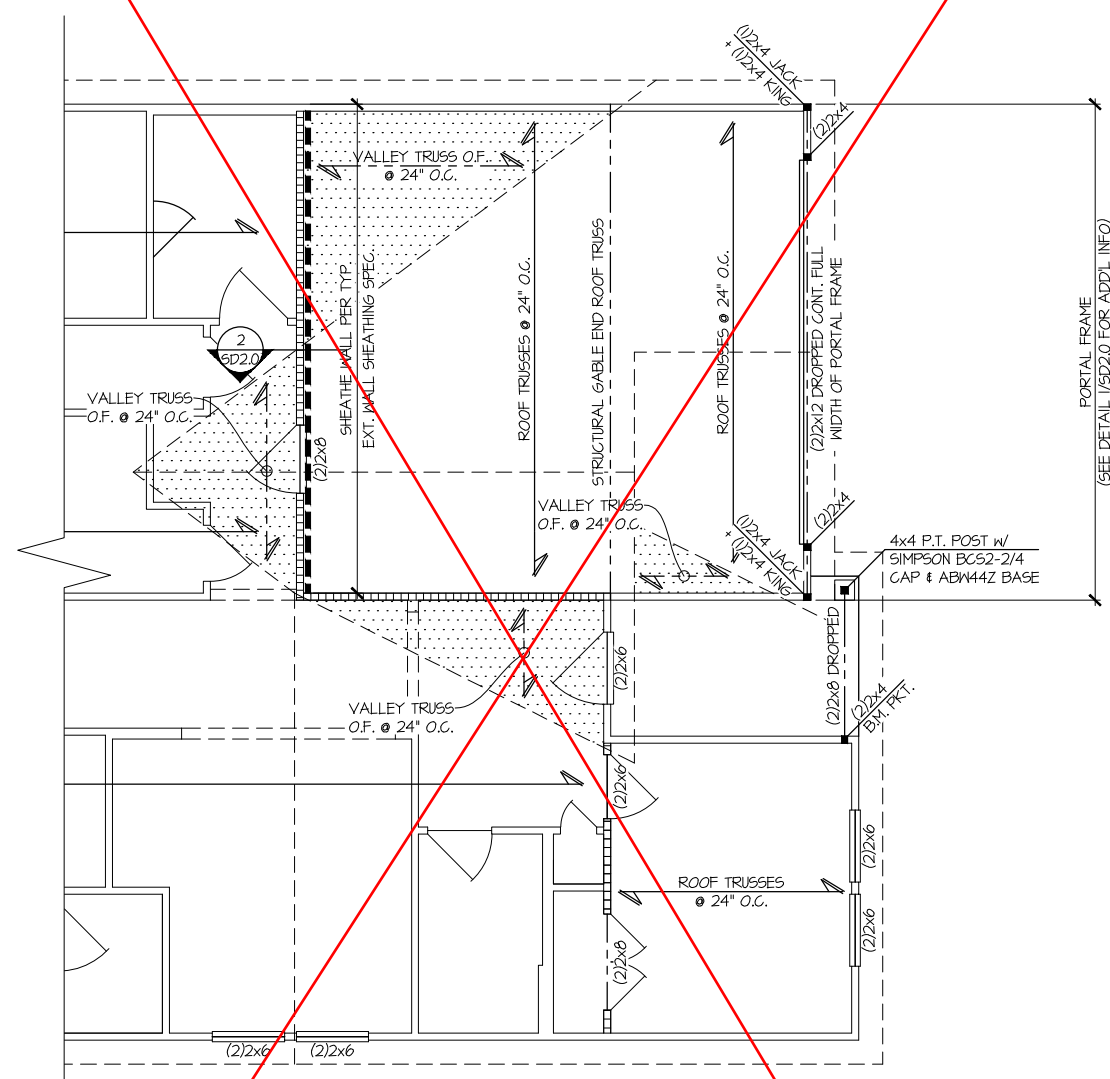 (1)2x4 JACK
+ (1)2x4 KING
(2)2x4
VALLEY TRUSS O.F.
@ 24" O.C.
SHEATHE WALL PER TYP.
EXT. WALL SHEATHING SPEC.
ROOF TRUSSES @ 24" O.C.
STRUCTURAL GABLE END ROOF TRUSS
ROOF TRUSSES @ 24" O.C.
(2)2x12 DROPPED CONT. FULL
WIDTH OF PORTAL FRAME
PORTAL FRAME
(SEE DETAIL 1/SD2.0 FOR ADD'L INFO)
2
SD2.0
VALLEY TRUSS
O.F. @ 24" O.C.
(2)2x8
VALLEY TRUSS
O.F. @ 24" O.C.
(1)2x4 JACK
+ (1)2x4 KING
(2)2x4
4x4 P.T. POST W/
SIMPSON BCS2-2/4
CAP & ABW44Z BASE
(2)2x6
(2)2x8 DROPPED
(2)2x4
B.M. PKT.
VALLEY TRUSS
O.F. @ 24" O.C.
(2)2x6
(2)2x6
ROOF TRUSSES
@ 24" O.C.
(2)2x6
(2)2x8
(2)2x6
(2)2x6